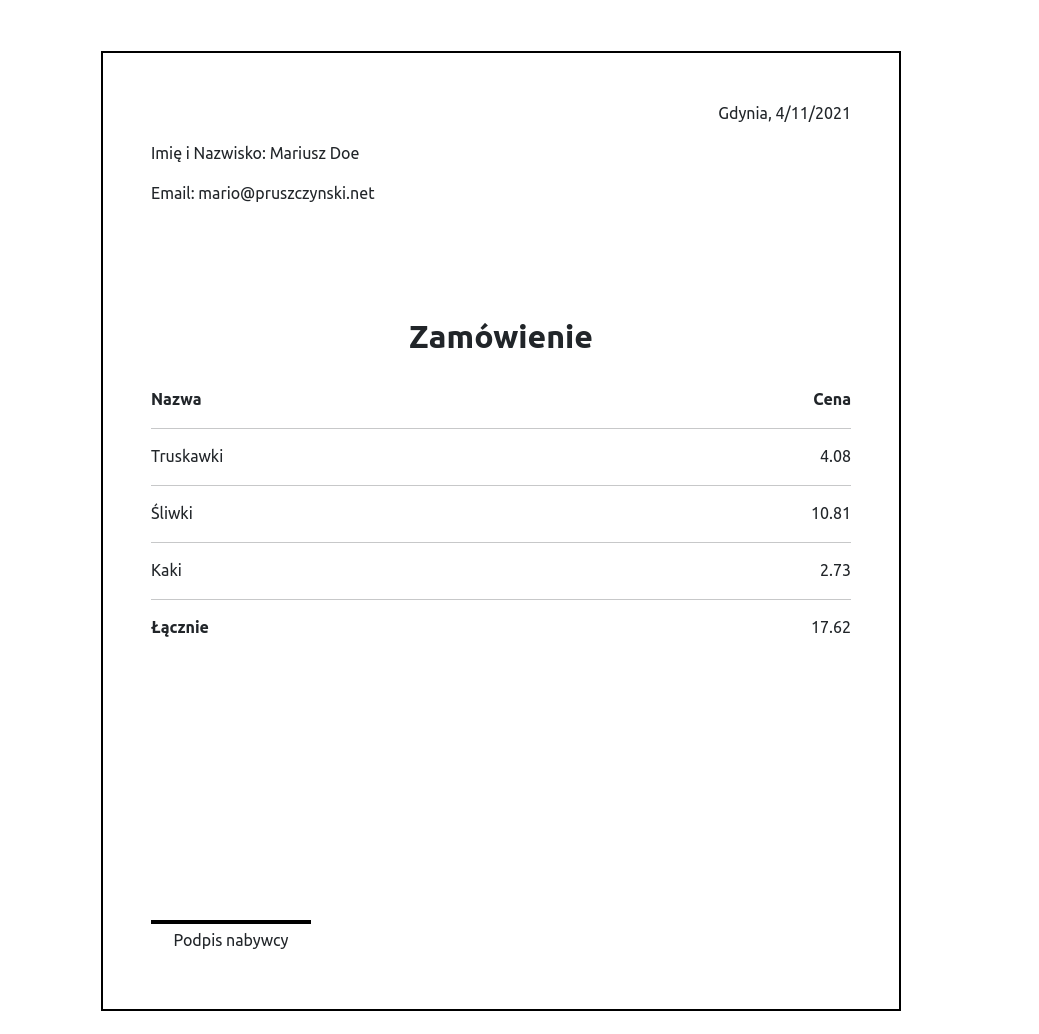 Gdynia, 4/11/2021
Imię i Nazwisko: Mariusz Doe
Email: mario@pruszczynski.net
Zamówienie
Nazwa Cena
Truskawki 4.08
Śliwki 10.81
Kaki 2.73
Łącznie 17.62
Podpis nabywcy